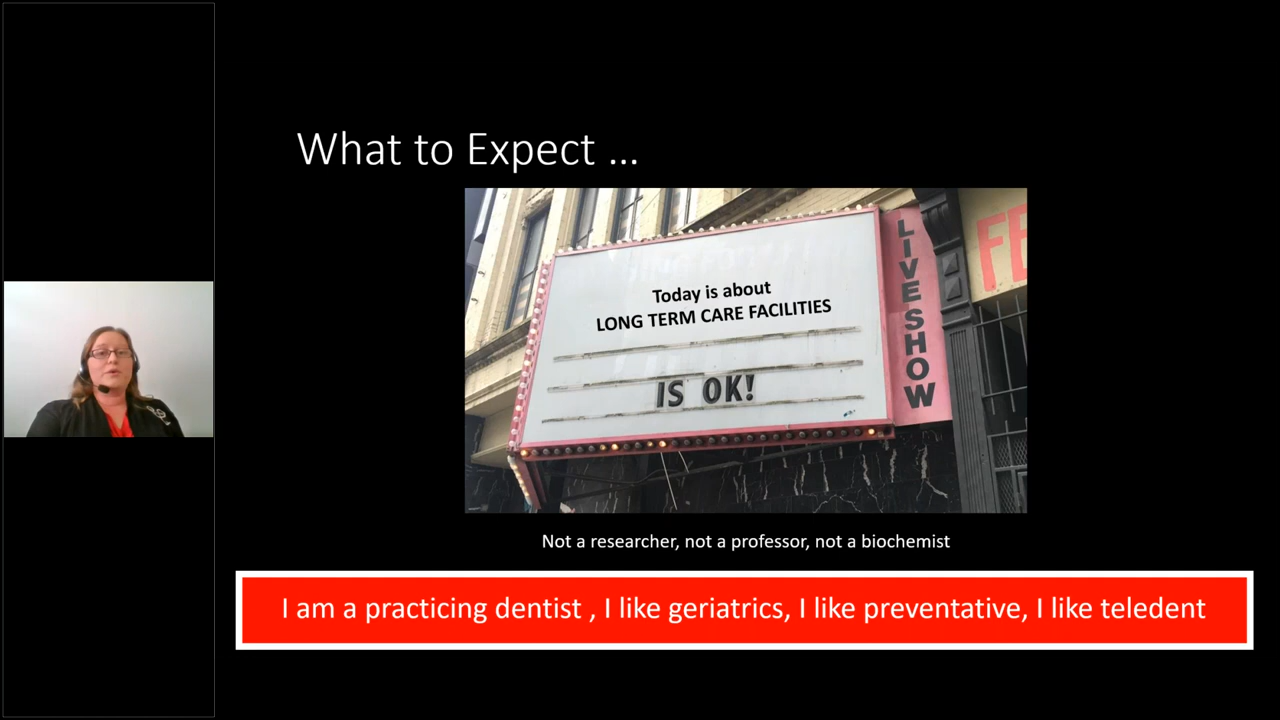 What to Expect ...
Today is about
LONG TERM CARE FACILITIES
IS OK!
LIVE SHOW
FE
Not a researcher, not a professor, not a biochemist
I am a practicing dentist , I like geriatrics, I like preventative, I like teledent